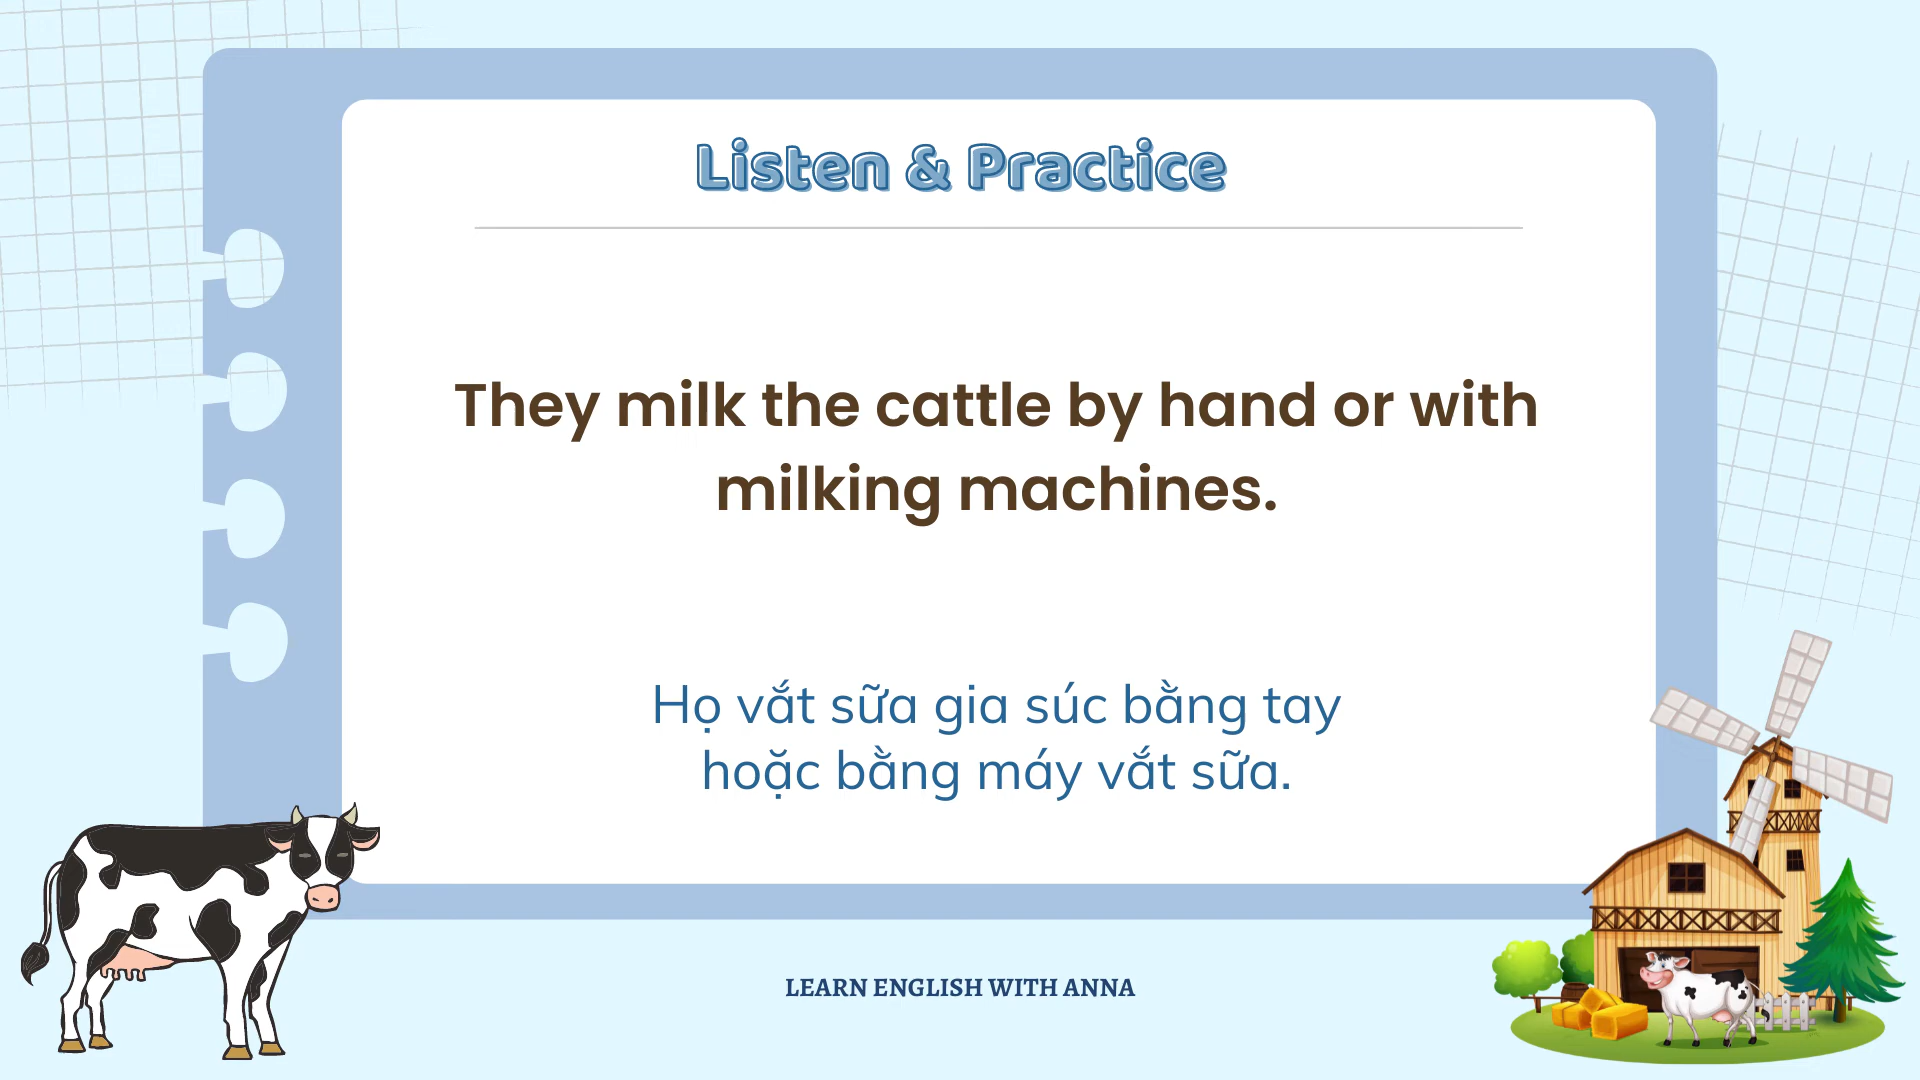 Listen & Practice
They milk the cattle by hand or with
milking machines.
Họ vắt sữa gia súc bằng tay
hoặc bằng máy vắt sữa.
LEARN ENGLISH WITH ANNA